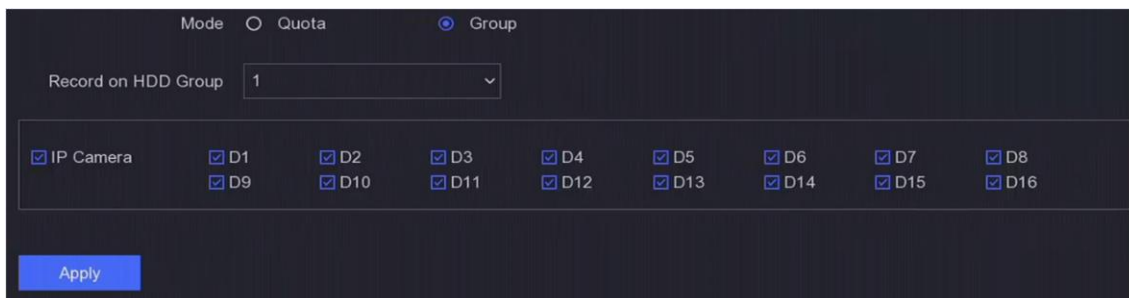 Mode Quota Group
Record on HDD Group 1
IP Camera D1 D2 D3 D4 D5 D6 D7 D8
D9 D10 D11 D12 D13 D14 D15 D16
Apply